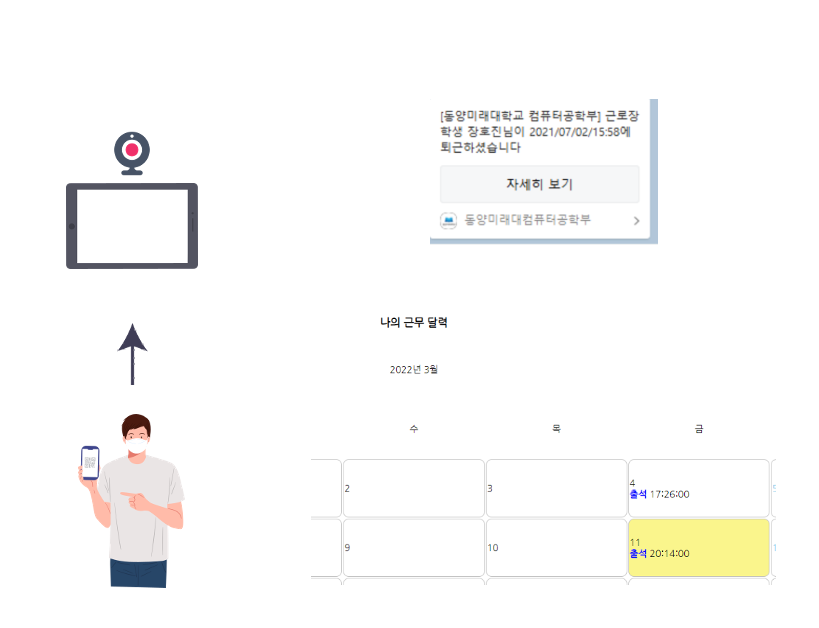 [동양미래대학교 컴퓨터공학부] 근로장
학생 장호진님이 2021/07/02/15:58에
퇴근하셨습니다
자세히 보기
동양미래대컴퓨터공학부
나의 근무 달력
2022년 3월
수 목 금
2 3 4
출석 17:26:00
9 10 11
출석 20:14:00